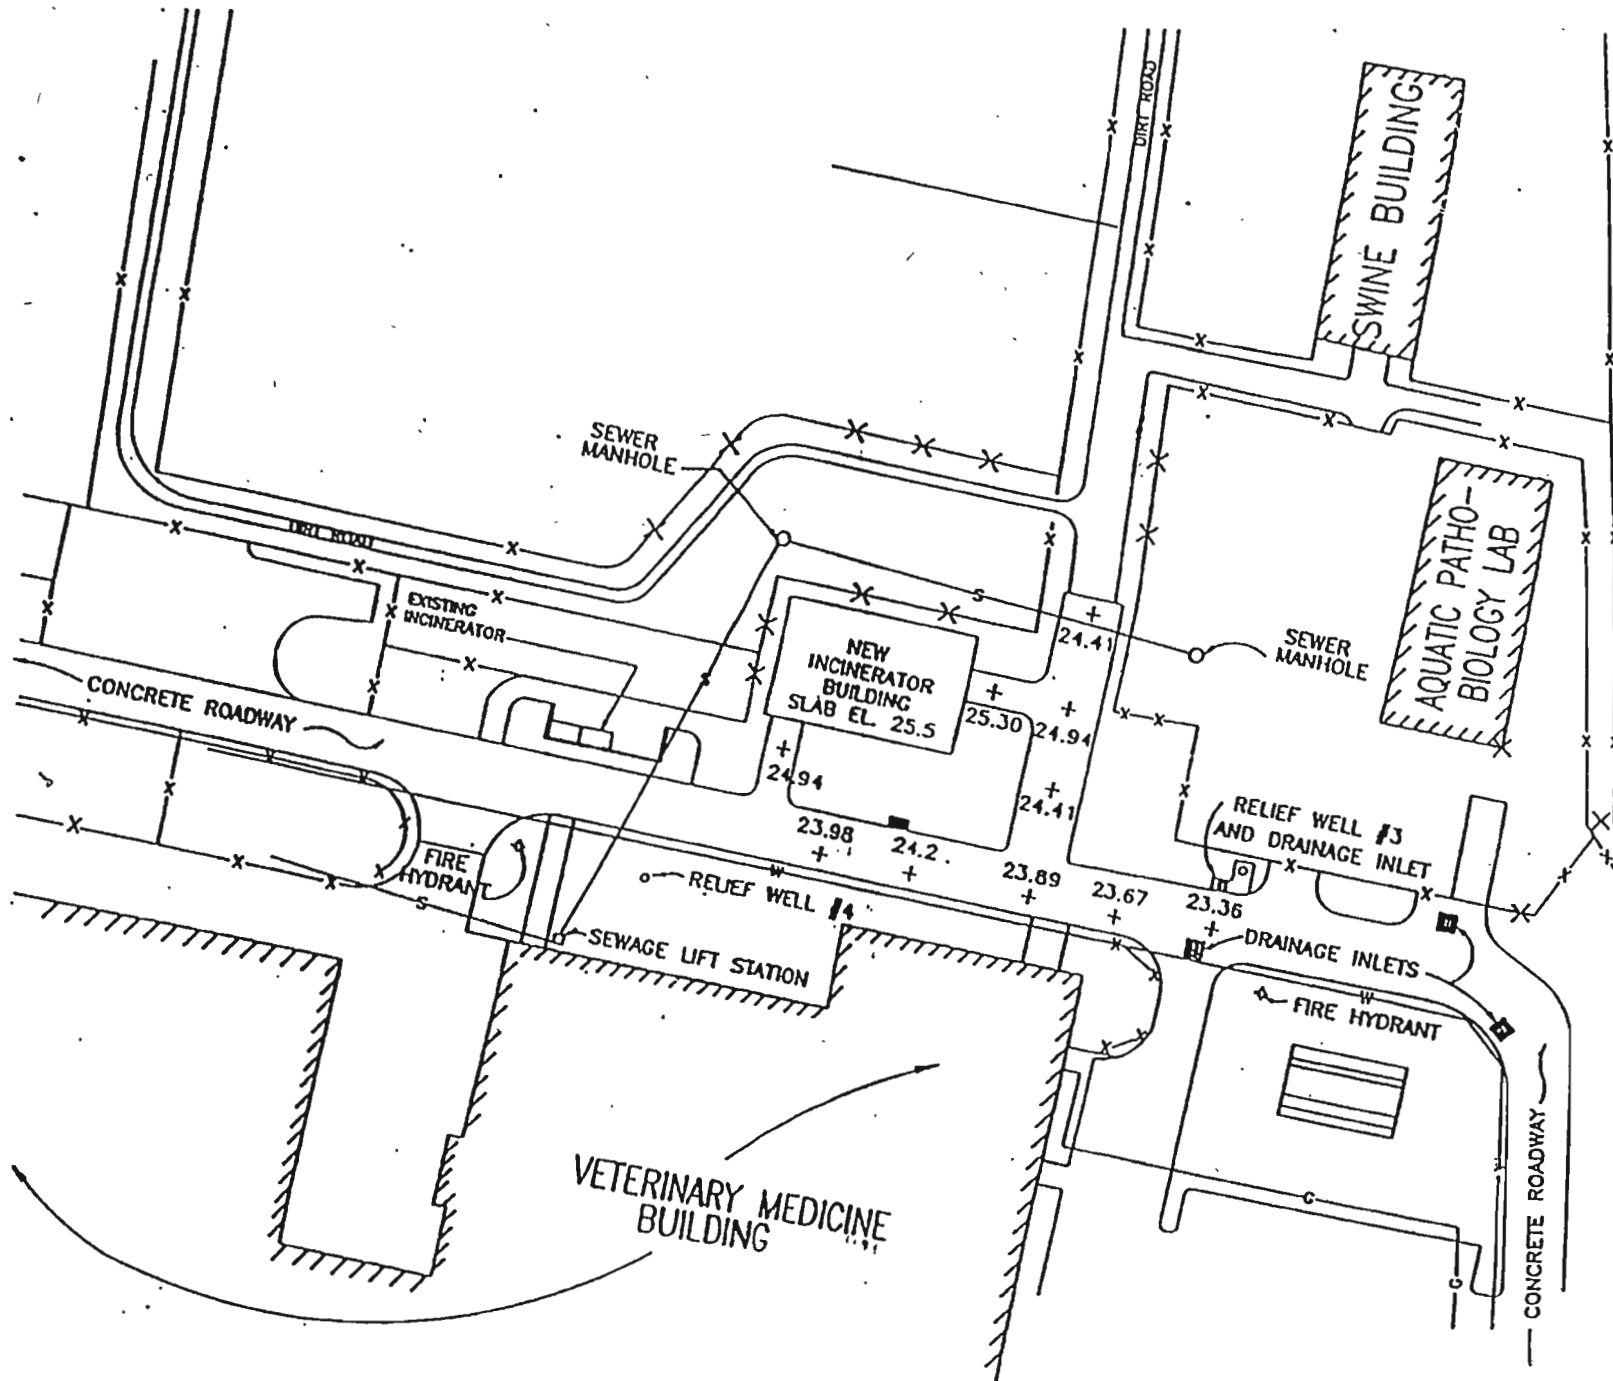 DIRT ROAD
SWINE BUILDING
SEWER
MANHOLE
DIRT ROAD
AQUATIC PATHO-
BIOLOGY LAB
EXISTING
INCINERATOR
S
24.41
NEW
INCINERATOR
BUILDING
SLAB EL. 25.5
SEWER
MANHOLE
CONCRETE ROADWAY
S
25.30
24.94
24.94
24.41
RELIEF WELL #3
AND DRAINAGE INLET
23.98
24.2
FIRE
HYDRANT
W
23.89
23.67
23.36
RELIEF WELL #4
S
SEWAGE LIFT STATION
DRAINAGE INLETS
W
FIRE HYDRANT
VETERINARY MEDICINE
BUILDING
G
G
CONCRETE ROADWAY